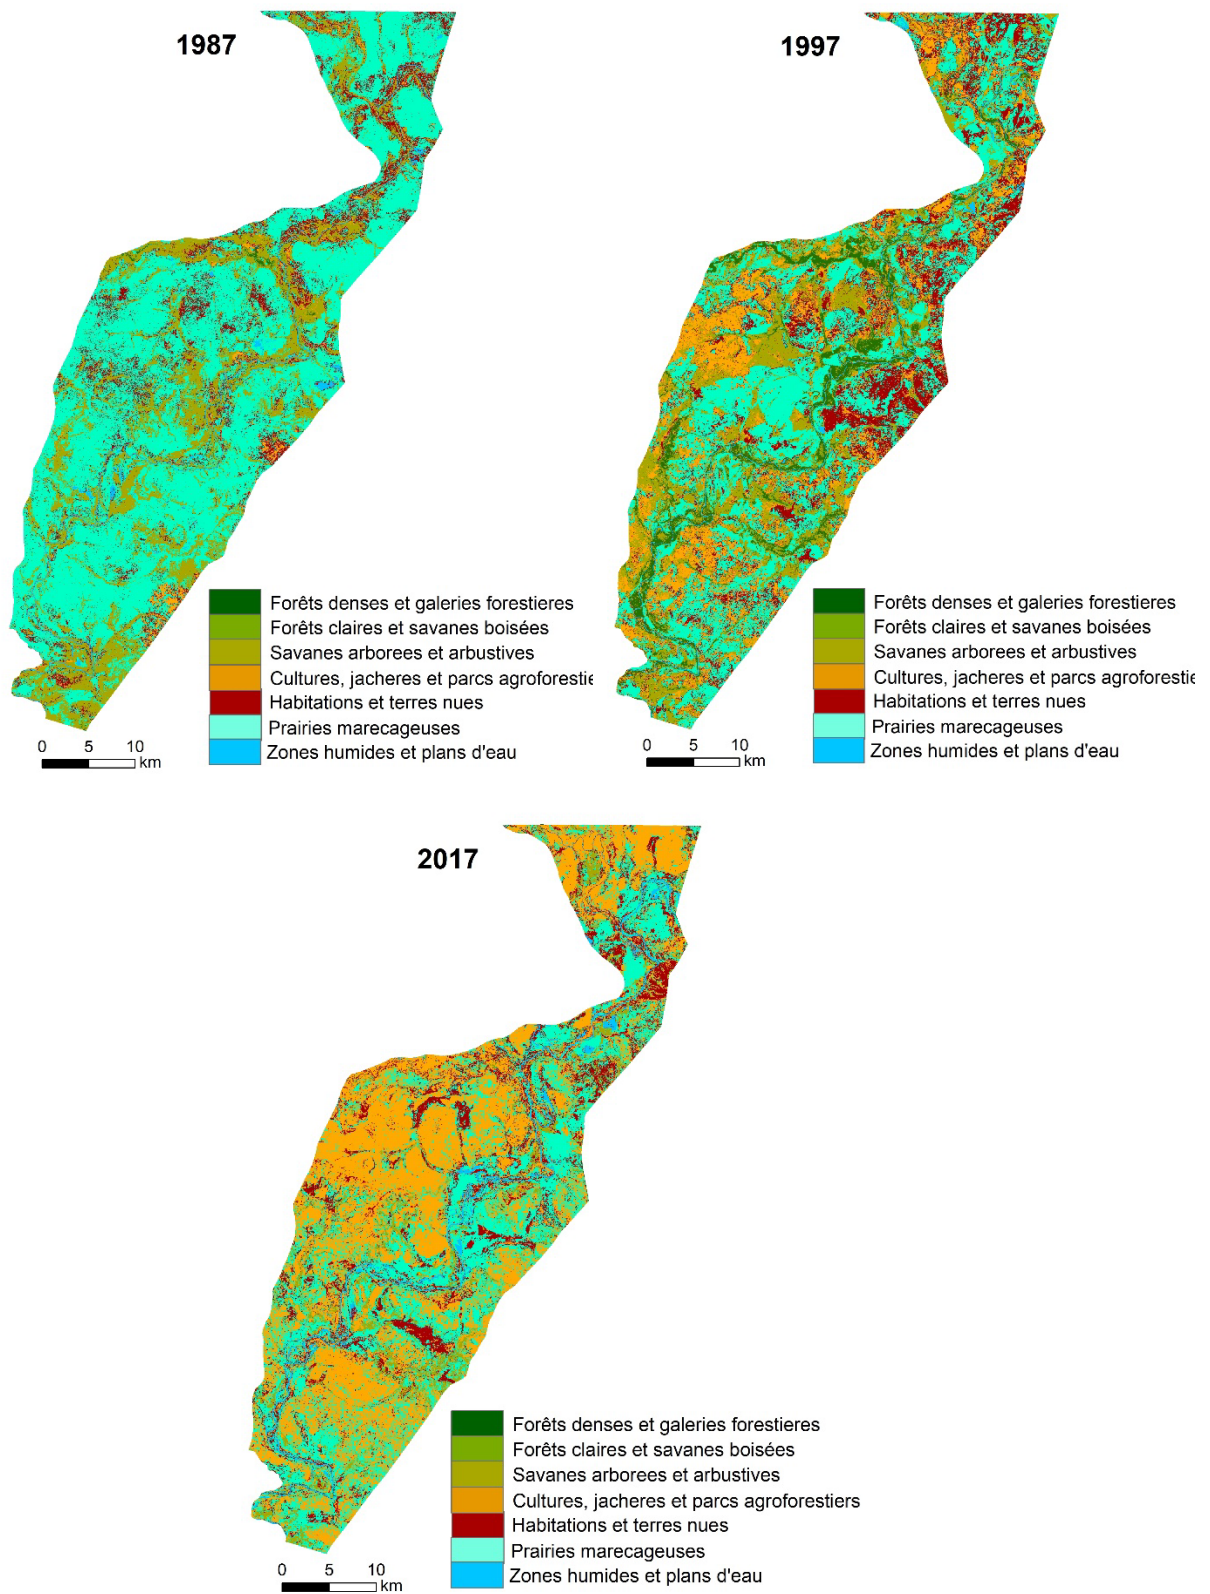 1987
Forêts denses et galeries forestieres
Forêts claires et savanes boisées
Savanes arborees et arbustives
Cultures, jacheres et parcs agroforestie
Habitations et terres nues
Prairies marecageuses
Zones humides et plans d'eau
0 5 10
km
1997
Forêts denses et galeries forestieres
Forêts claires et savanes boisées
Savanes arborees et arbustives
Cultures, jacheres et parcs agroforestie
Habitations et terres nues
Prairies marecageuses
Zones humides et plans d'eau
0 5 10
km
2017
Forêts denses et galeries forestieres
Forêts claires et savanes boisées
Savanes arborees et arbustives
Cultures, jacheres et parcs agroforestiers
Habitations et terres nues
Prairies marecageuses
Zones humides et plans d'eau
0 5 10
km